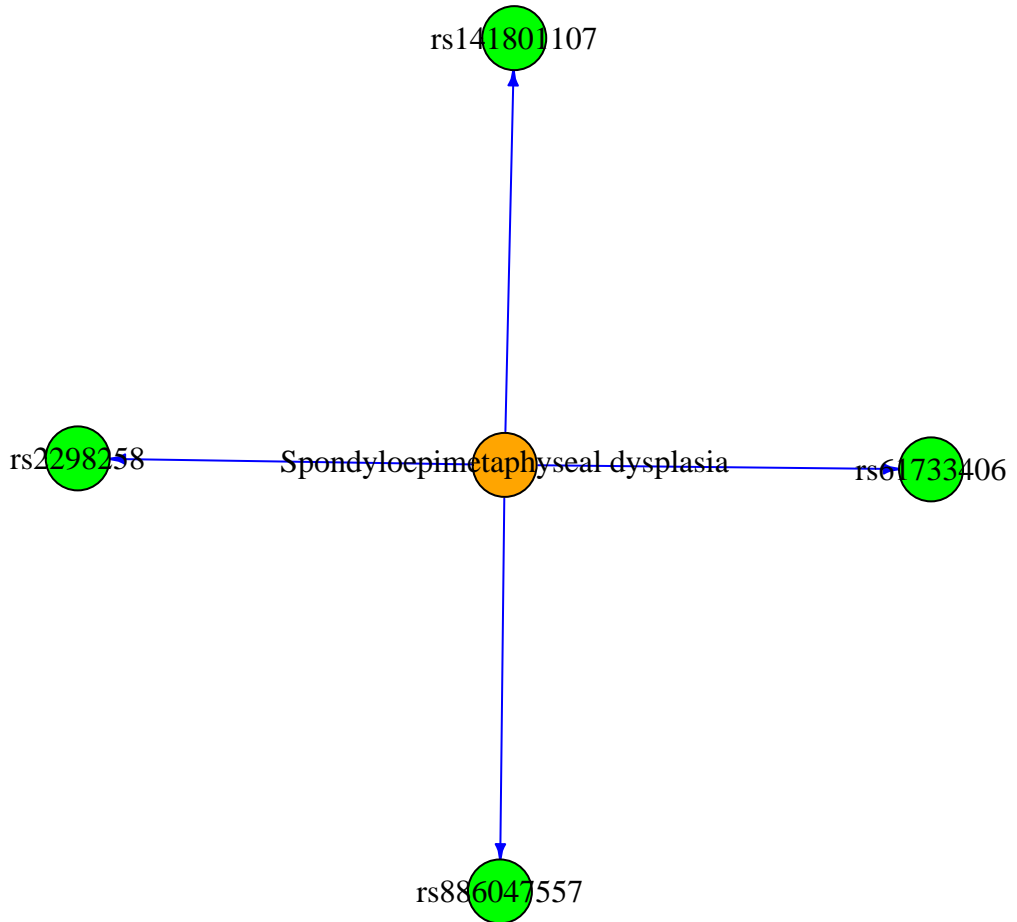 rs141801107
rs2298258
Spondyloepimetaphyseal dysplasia
rs61733406
rs886047557